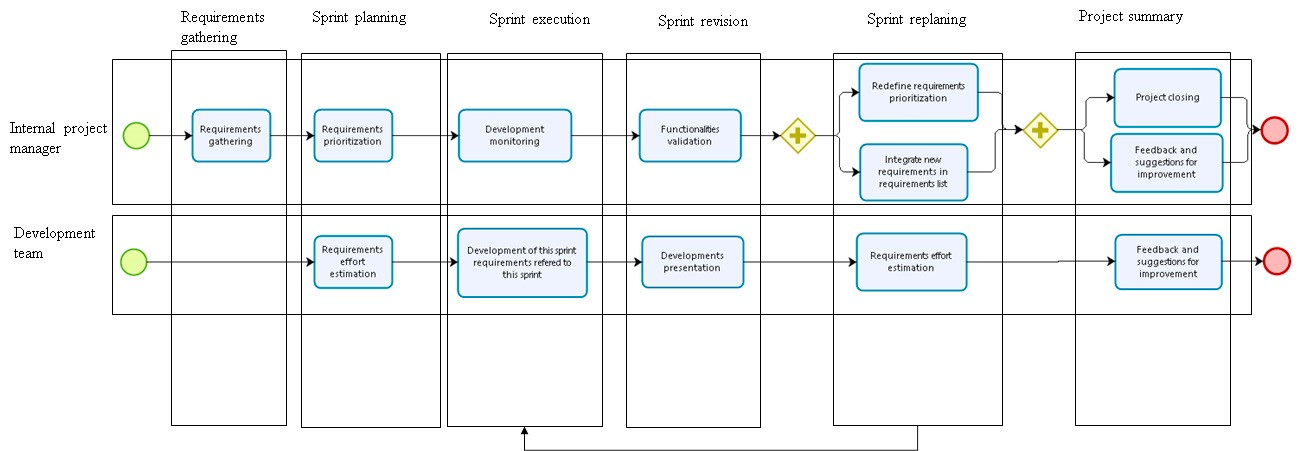 Requirements
gathering
Sprint planning
Sprint execution
Sprint revision
Sprint replaning
Project summary
Internal project
manager
Requirements
gathering
Requirements
prioritization
Development
monitoring
Functionalities
validation
Redefine requirements
prioritization
Integrate new
requirements in
requirements list
Project closing
Feedback and
suggestions for
improvement
Development
team
Requirements
effort
estimation
Development of this sprint
requirements refered to
this sprint
Developments
presentation
Requirements effort
estimation
Feedback and
suggestions for
improvement